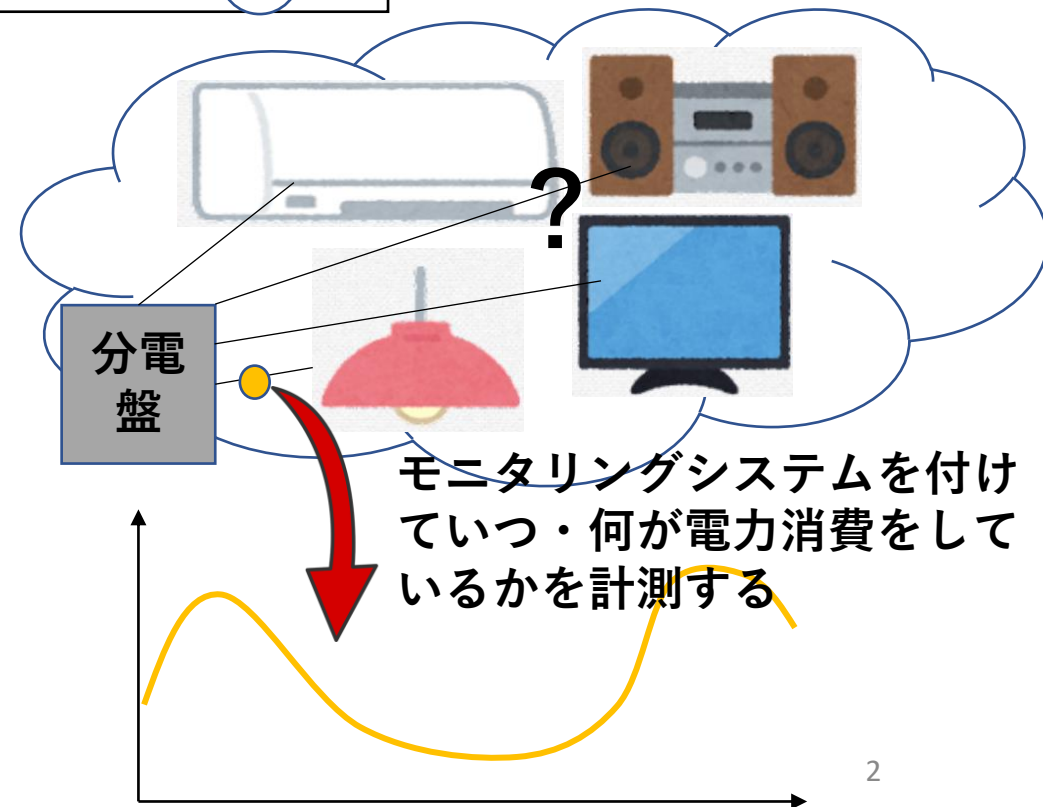 ?
分電
盤
モニタリングシステムを付け
ていつ・何が電力消費をして
いるかを計測する
2